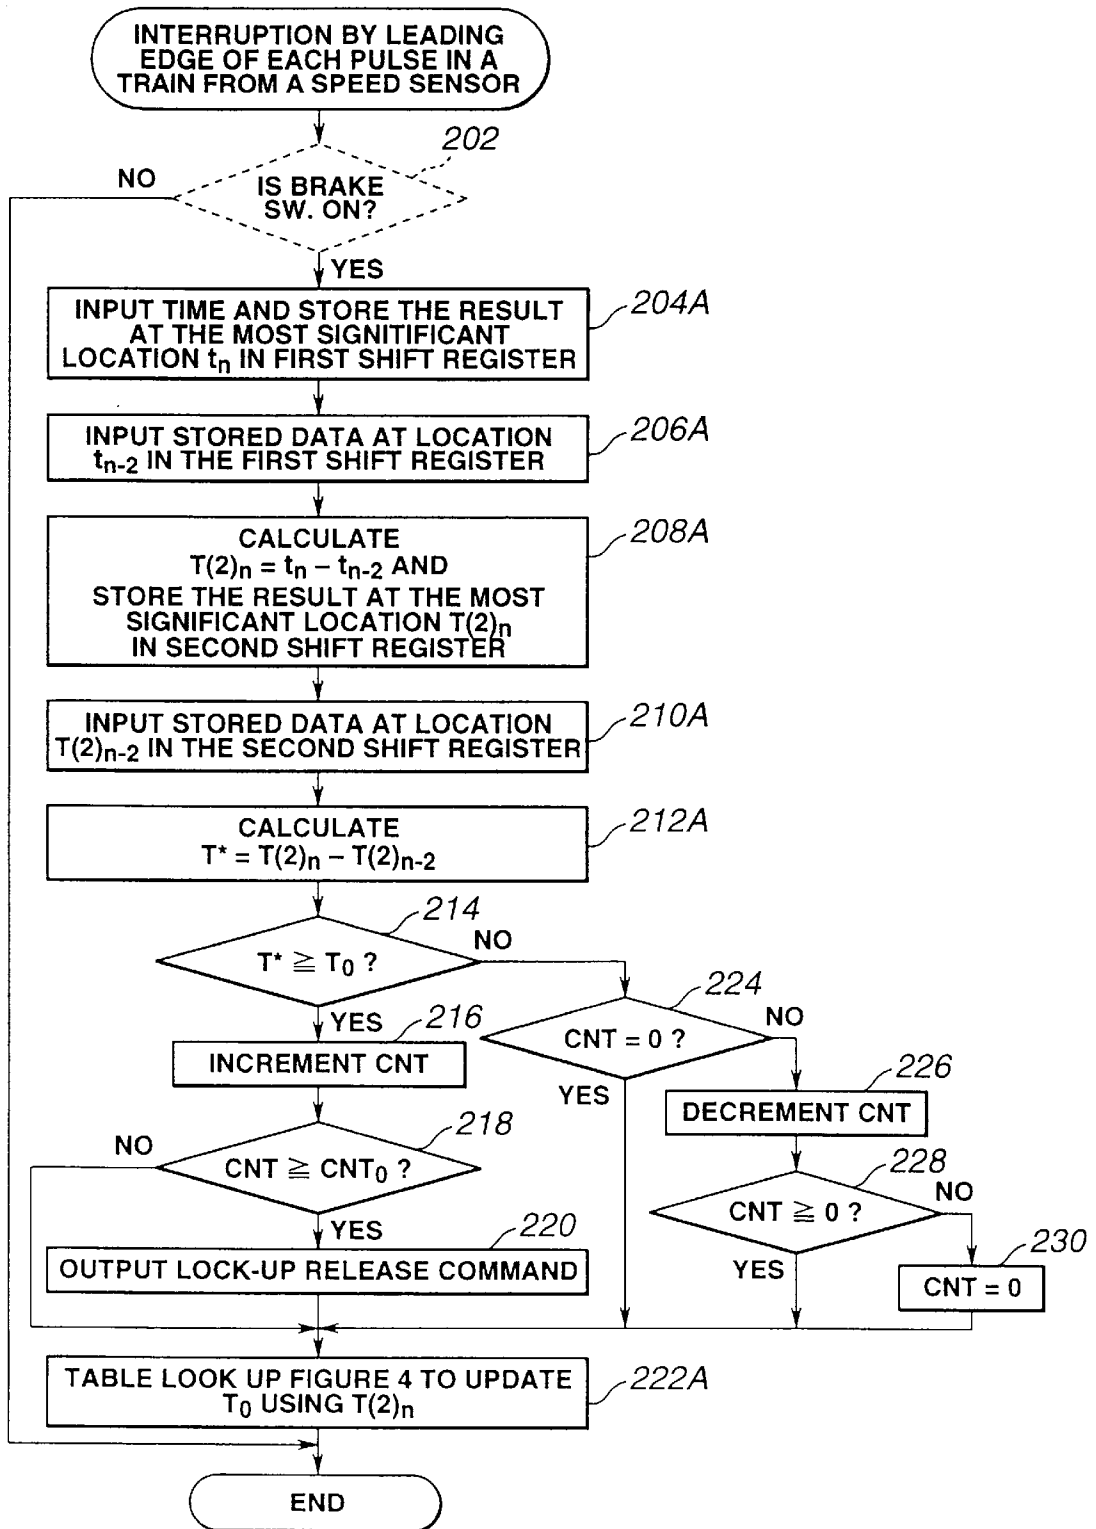 INTERRUPTION BY LEADING
EDGE OF EACH PULSE IN A
TRAIN FROM A SPEED SENSOR
202
NO
IS BRAKE
SW. ON?
YES
204A
INPUT TIME AND STORE THE RESULT
AT THE MOST SIGNITIFICANT
LOCATION tn IN FIRST SHIFT REGISTER
206A
INPUT STORED DATA AT LOCATION
tn-2 IN THE FIRST SHIFT REGISTER
208A
CALCULATE
T(2)n = tn − tn-2 AND
STORE THE RESULT AT THE MOST
SIGNIFICANT LOCATION T(2)n
IN SECOND SHIFT REGISTER
210A
INPUT STORED DATA AT LOCATION
T(2)n-2 IN THE SECOND SHIFT REGISTER
212A
CALCULATE
T* = T(2)n − T(2)n-2
214
NO
T* ≧ T0 ?
YES
216
INCREMENT CNT
224
CNT = 0 ?
NO
YES
226
DECREMENT CNT
218
NO
CNT ≧ CNT0 ?
YES
228
CNT ≧ 0 ?
NO
YES
220
OUTPUT LOCK-UP RELEASE COMMAND
230
CNT = 0
222A
TABLE LOOK UP FIGURE 4 TO UPDATE
T0 USING T(2)n
END